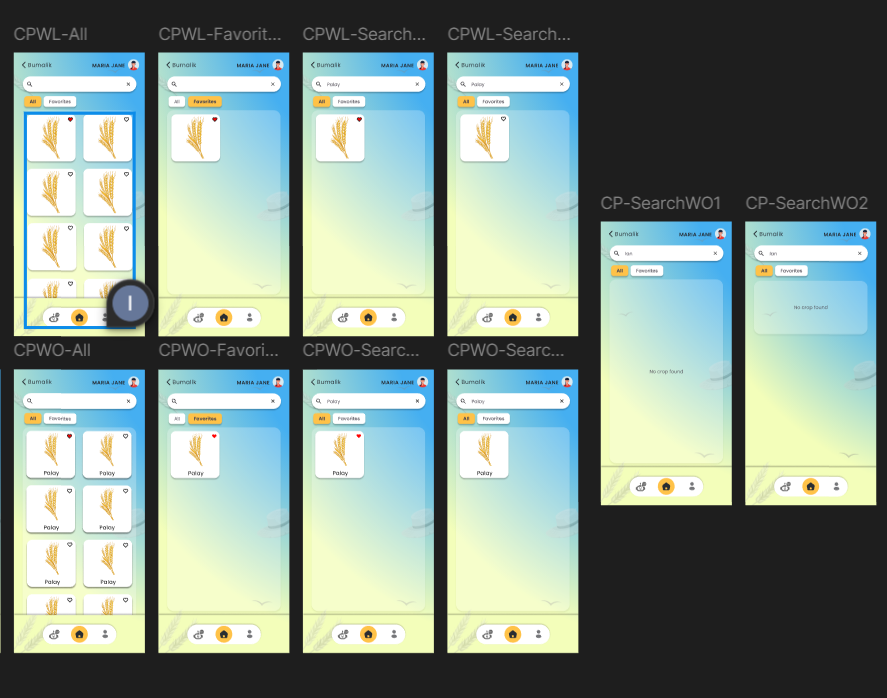 CPWL-All
CPWL-Favorit...
CPWL-Search...
CPWL-Search...
Bumalik MARIA JANE
Bumalik MARIA JANE
Bumalik MARIA JANE
Bumalik MARIA JANE
Palay
Palay
All Favorites
All Favorites
All Favorites
All Favorites
I
CP-SearchWO1
CP-SearchWO2
Bumalik MARIA JANE
Bumalik MARIA JANE
All Favorites
All Favorites
No crop found
No crop found
CPWO-All
CPWO-Favori...
CPWO-Searc...
CPWO-Searc...
Bumalik MARIA JANE
Bumalik MARIA JANE
Bumalik MARIA JANE
Bumalik MARIA JANE
Palay
Palay
All Favorites
All Favorites
All Favorites
All Favorites
Palay Palay
Palay
Palay
Palay
Palay Palay
Palay Palay